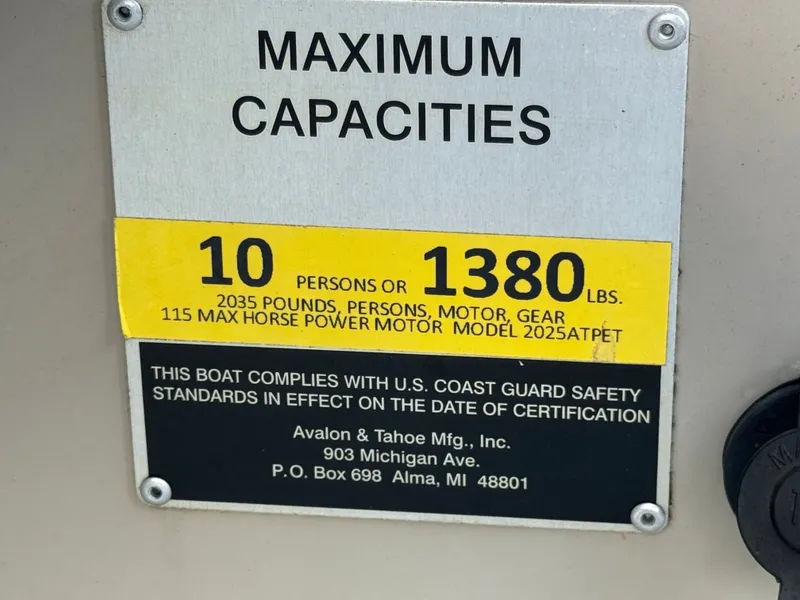 MAXIMUM
CAPACITIES
10 PERSONS OR 1380 LBS.
2035 POUNDS, PERSONS, MOTOR, GEAR
115 MAX HORSE POWER MOTOR MODEL 2025ATPET
THIS BOAT COMPLIES WITH U.S. COAST GUARD SAFETY
STANDARDS IN EFFECT ON THE DATE OF CERTIFICATION
Avalon & Tahoe Mfg., Inc.
903 Michigan Ave.
P.O. Box 698 Alma, MI 48801